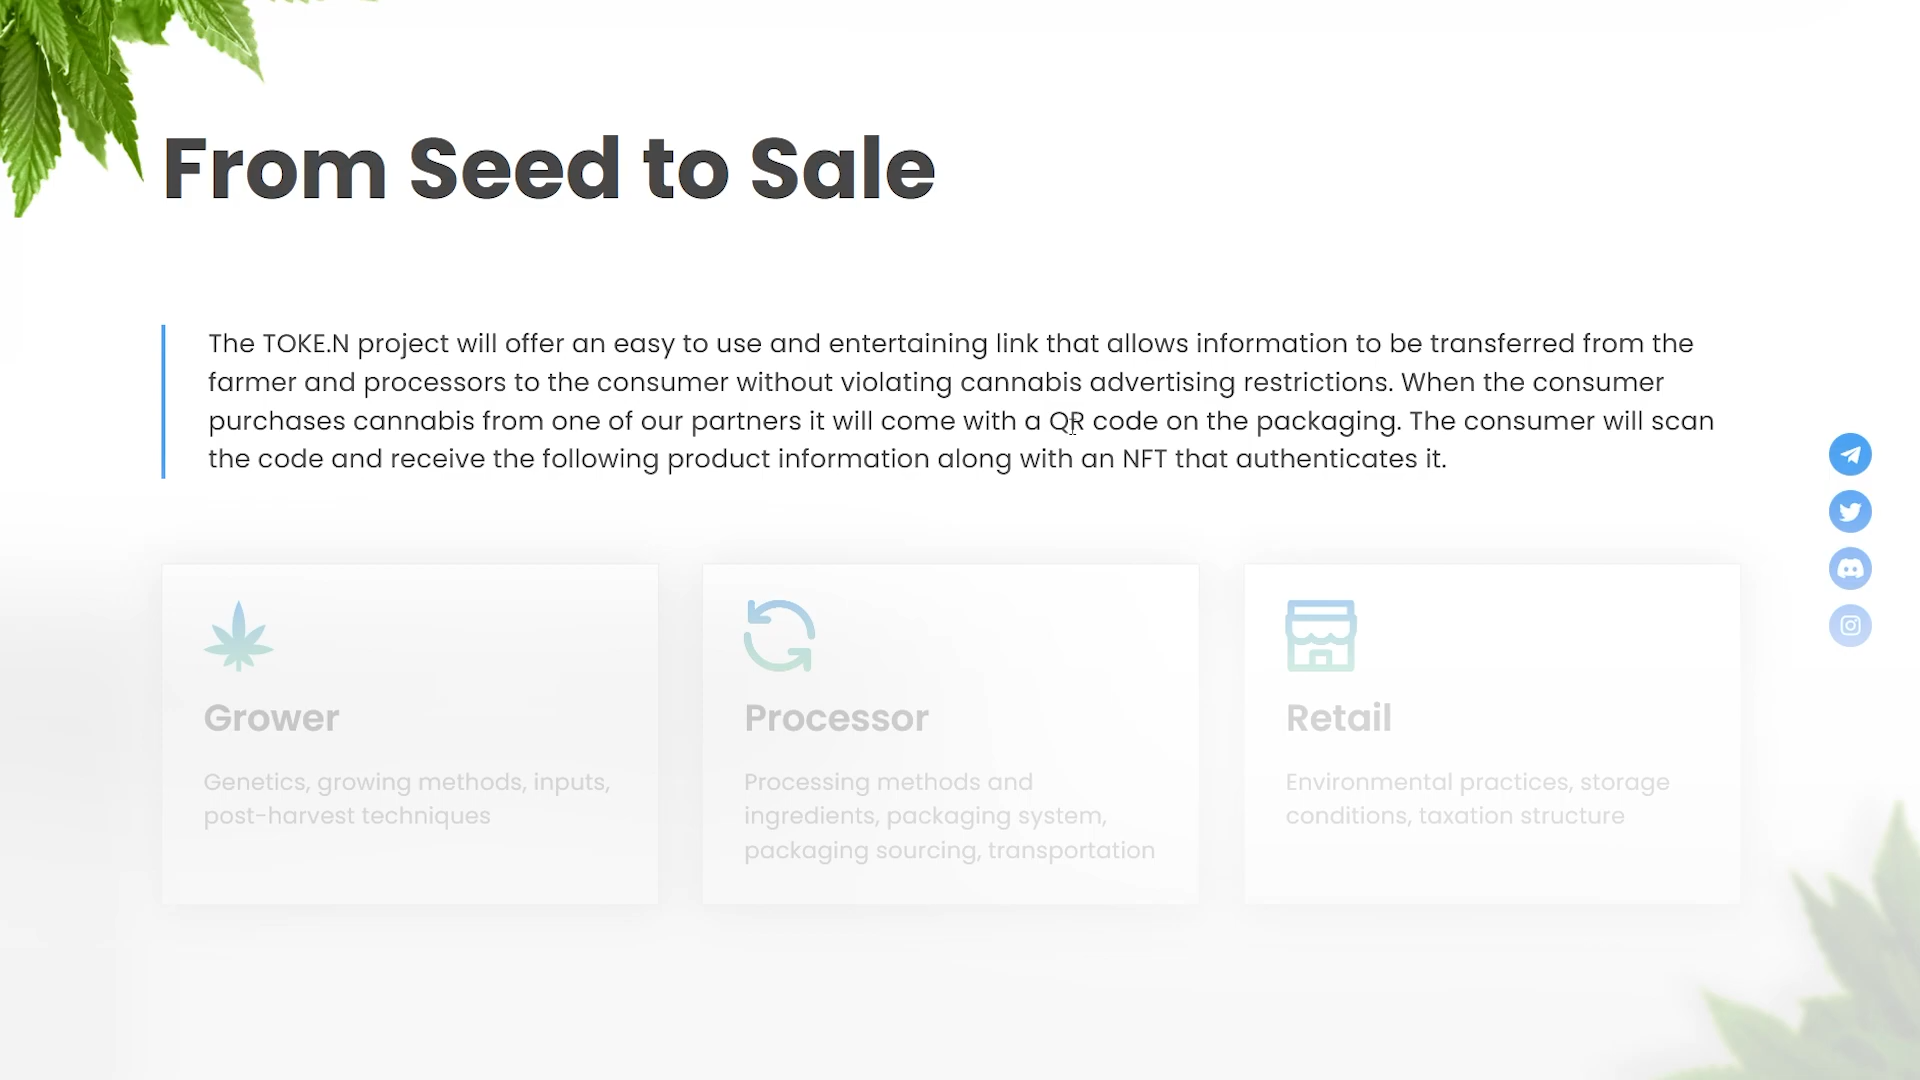 From Seed to Sale
The TOKE.N project will offer an easy to use and entertaining link that allows information to be transferred from the
farmer and processors to the consumer without violating cannabis advertising restrictions. When the consumer
purchases cannabis from one of our partners it will come with a QR code on the packaging. The consumer will scan
the code and receive the following product information along with an NFT that authenticates it.
Grower
Genetics, growing methods, inputs,
post-harvest techniques
Processor
Processing methods and
ingredients, packaging system,
packaging sourcing, transportation
Retail
Environmental practices, storage
conditions, taxation structure